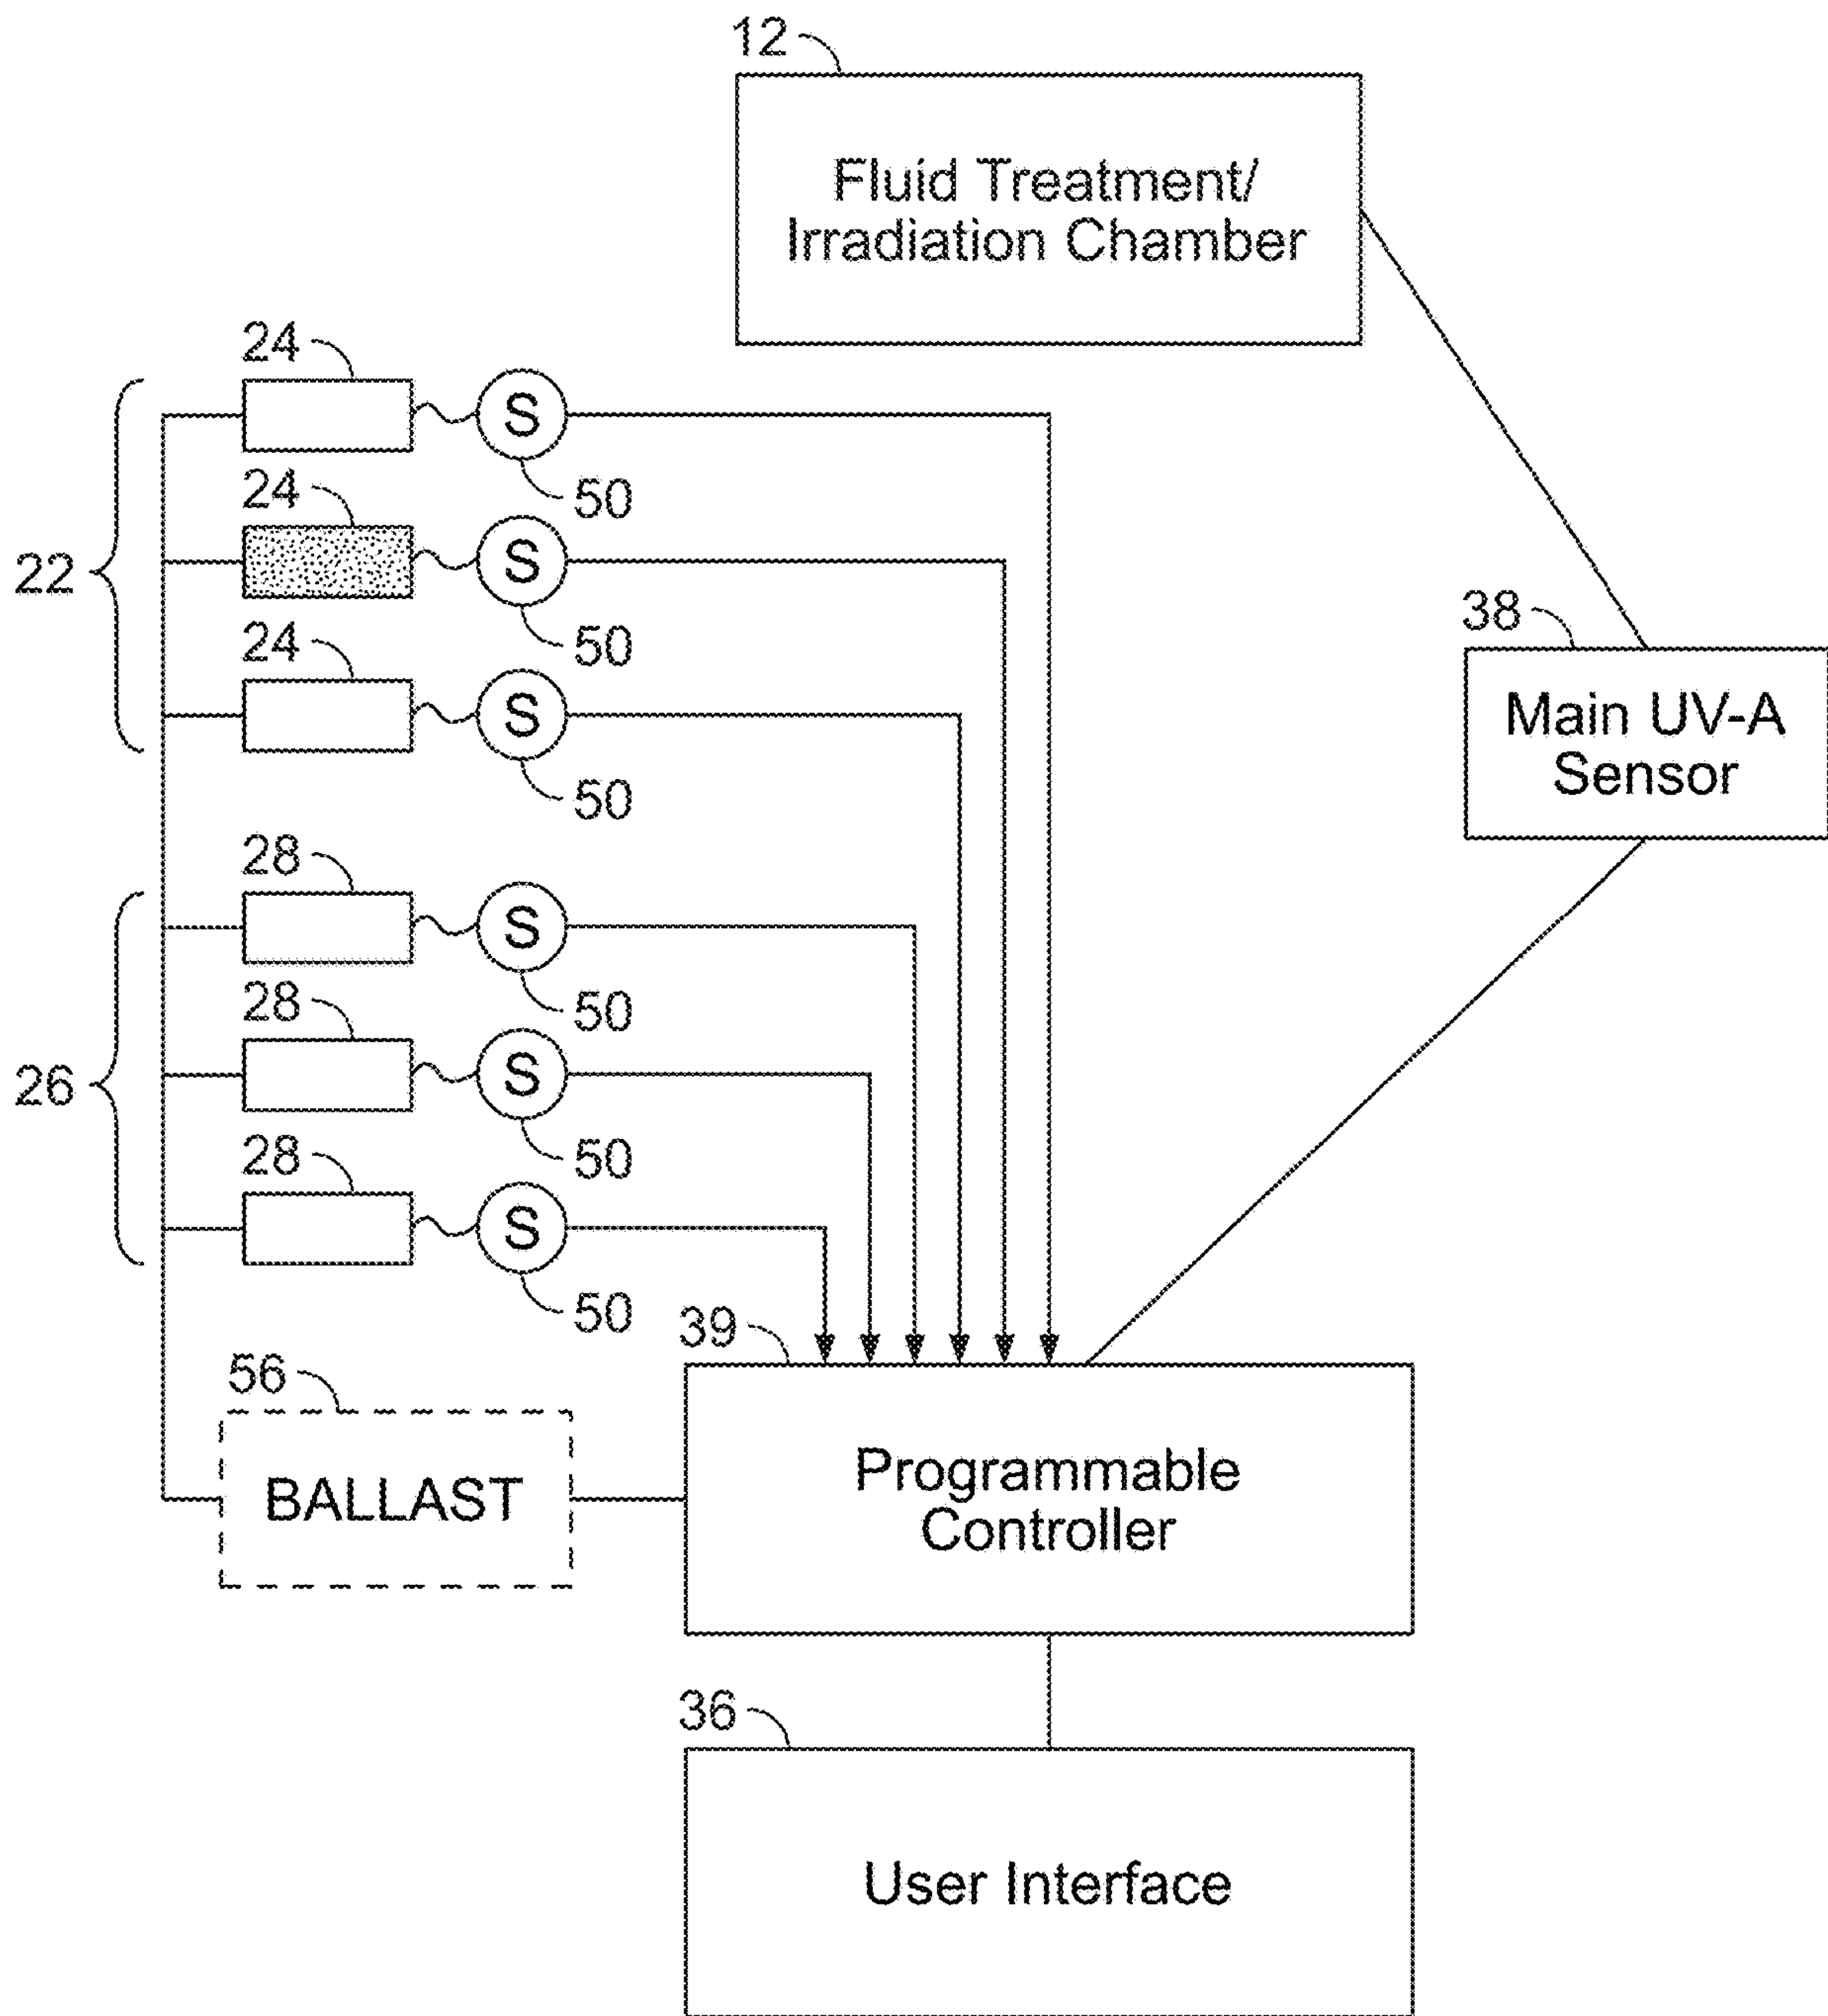 12
Fluid Treatment/
Irradiation Chamber
24
S
50
24
S
50
22
24
S
50
38
Main UV-A
Sensor
28
S
50
28
S
50
26
28
S
50
39
Programmable
Controller
56
BALLAST
36
User Interface